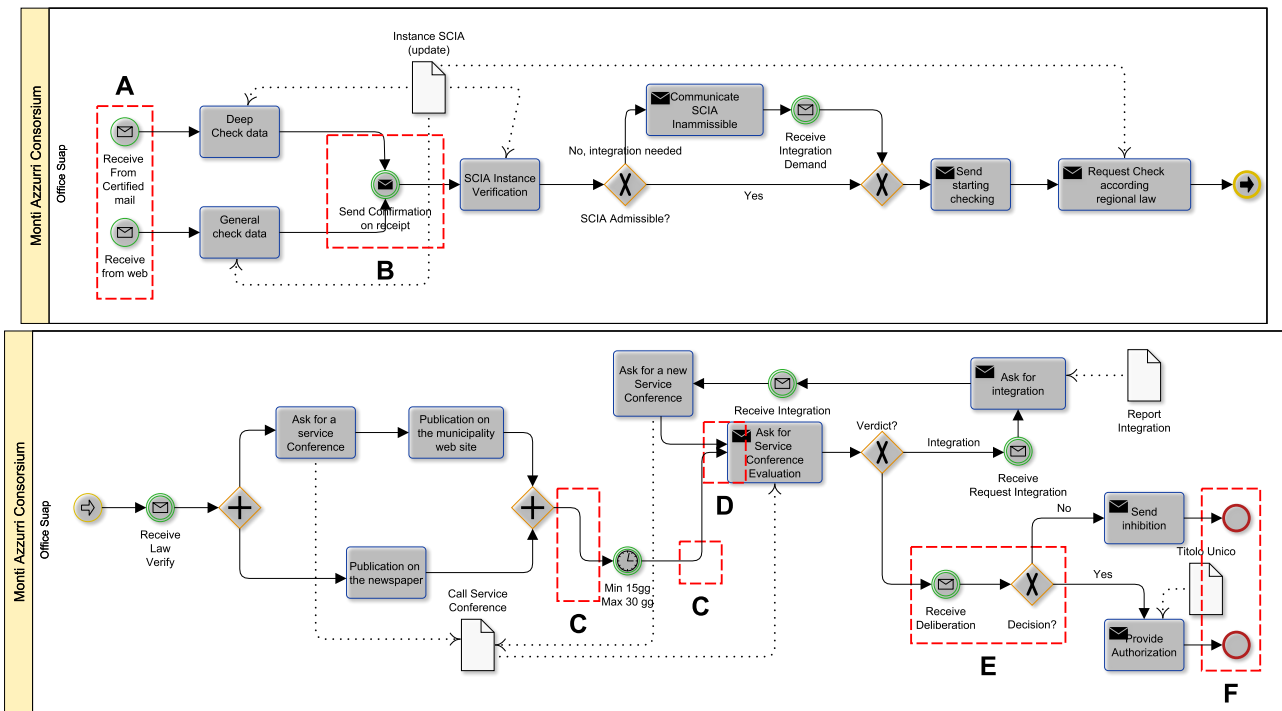 Monti Azzurri Consorsium
Office Suap
Instance SCIA
(update)
A
Receive
From
Certified
mail
Receive
from web
Deep
Check data
General
check data
Send Confirmation
on receipt
B
SCIA Instance
Verification
No, integration needed
SCIA Admissible?
Communicate
SCIA
Inammissible
Receive
Integration
Demand
Yes
Send
starting
checking
Request Check
according
regional law
Monti Azzurri Consorsium
Office Suap
Receive
Law
Verify
Ask for a
service
Conference
Publication on
the municipality
web site
Publication on
the newspaper
C
Call Service
Conference
Min 15gg
Max 30 gg
C
Ask for a new
Service
Conference
Receive Integration
D
Ask for
Service
Conference
Evaluation
Verdict?
Integration
Ask for
integration
Report
Integration
Receive
Request Integration
No
Send
inhibition
Titolo Unico
Yes
Receive
Deliberation
Decision?
E
Provide
Authorization
F